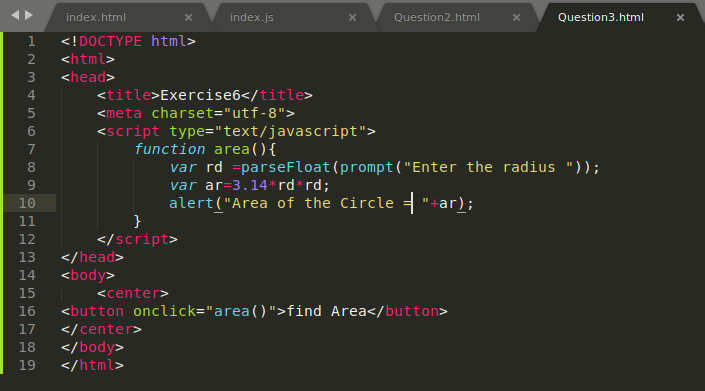 index.html × index.js × Question2.html × Question3.html ×
1 <!DOCTYPE html>
2 <html>
3 <head>
4     <title>Exercise6</title>
5     <meta charset="utf-8">
6     <script type="text/javascript">
7         function area(){
8             var rd =parseFloat(prompt("Enter the radius "));
9             var ar=3.14*rd*rd;
10             alert("Area of the Circle = "+ar);
11         }
12     </script>
13 </head>
14 <body>
15     <center>
16 <button onclick="area()">find Area</button>
17 </center>
18 </body>
19 </html>